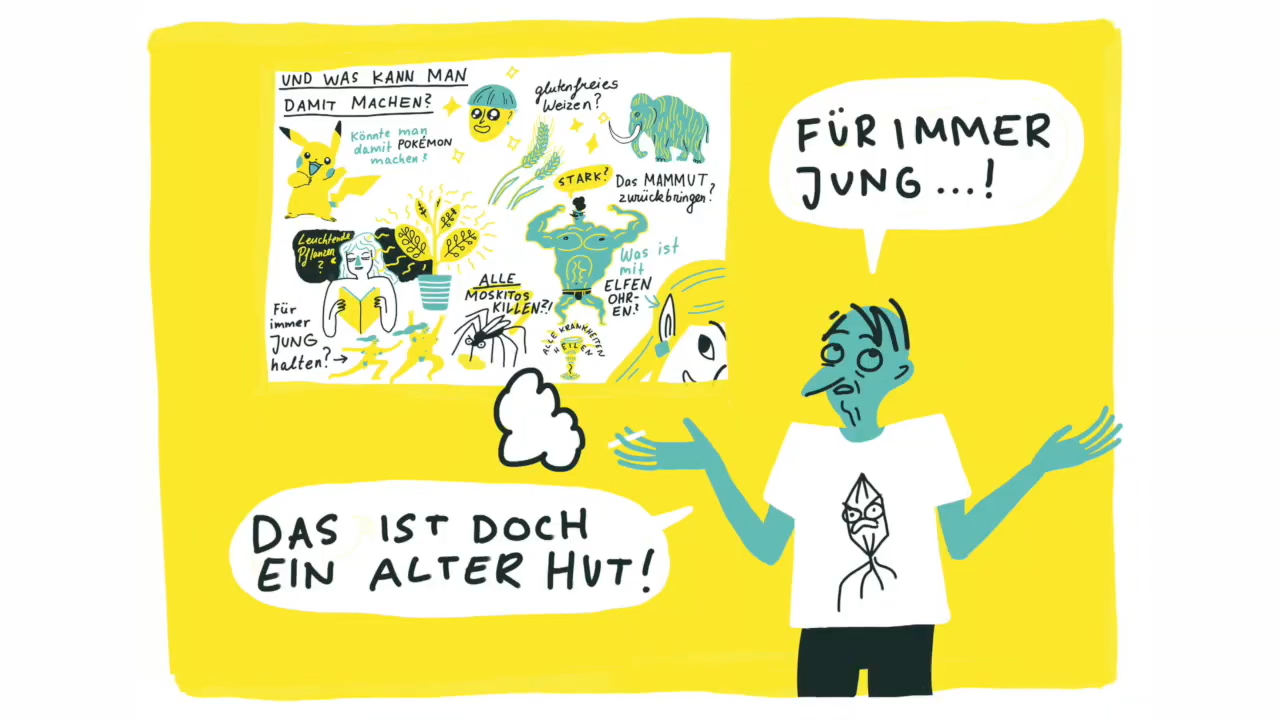 UND WAS KANN MAN
DAMIT MACHEN?
Könnte man
damit POKÉMON
machen?
glutenfreies
Weizen?
STARK?
Das MAMMUT
zurückbringen?
Leuchtende
Pflanzen
?
Was ist
mit
ELFEN
OHR-
EN?
ALLE
MOSKITOS
KILLEN?!
Für
immer
JUNG
halten?
ALLE KRANKHEITEN
HEILEN
?
FÜR IMMER
JUNG...!
DAS IST DOCH
EIN ALTER HUT!